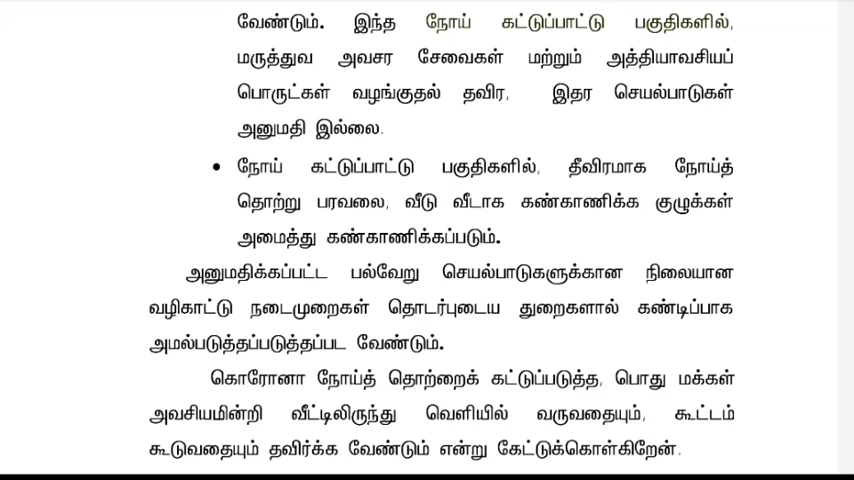 வேண்டும். இந்த நோய் கட்டுப்பாட்டு பகுதிகளில்,
மருத்துவ அவசர சேவைகள் மற்றும் அத்தியாவசியப்
பொருட்கள் வழங்குதல் தவிர, இதர செயல்பாடுகள்
அனுமதி இல்லை.
• நோய் கட்டுப்பாட்டு பகுதிகளில், தீவிரமாக நோய்த்
தொற்று பரவலை, வீடு வீடாக கண்காணிக்க குழுக்கள்
அமைத்து கண்காணிக்கப்படும்.
அனுமதிக்கப்பட்ட பல்வேறு செயல்பாடுகளுக்கான நிலையான
வழிகாட்டு நடைமுறைகள் தொடர்புடைய துறைகளால் கண்டிப்பாக
அமல்படுத்தப்படுத்தப்பட வேண்டும்.
கொரோனா நோய்த் தொற்றைக் கட்டுப்படுத்த, பொது மக்கள்
அவசியமின்றி வீட்டிலிருந்து வெளியில் வருவதையும், கூட்டம்
கூடுவதையும் தவிர்க்க வேண்டும் என்று கேட்டுக்கொள்கிறேன்.